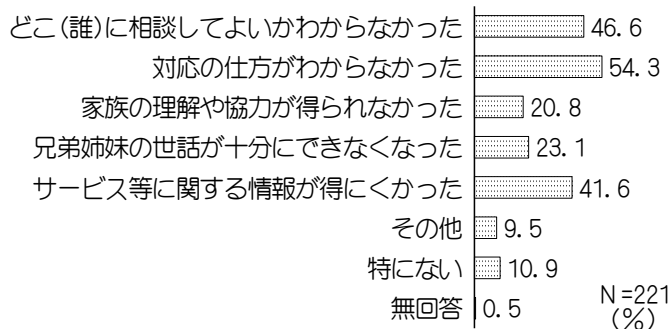 どこ(誰)に相談してよいかわからなかった 46.6
対応の仕方がわからなかった 54.3
家族の理解や協力が得られなかった 20.8
兄弟姉妹の世話が十分にできなくなった 23.1
サービス等に関する情報が得にくかった 41.6
その他 9.5
特にない 10.9
無回答 0.5
N=221
(%)